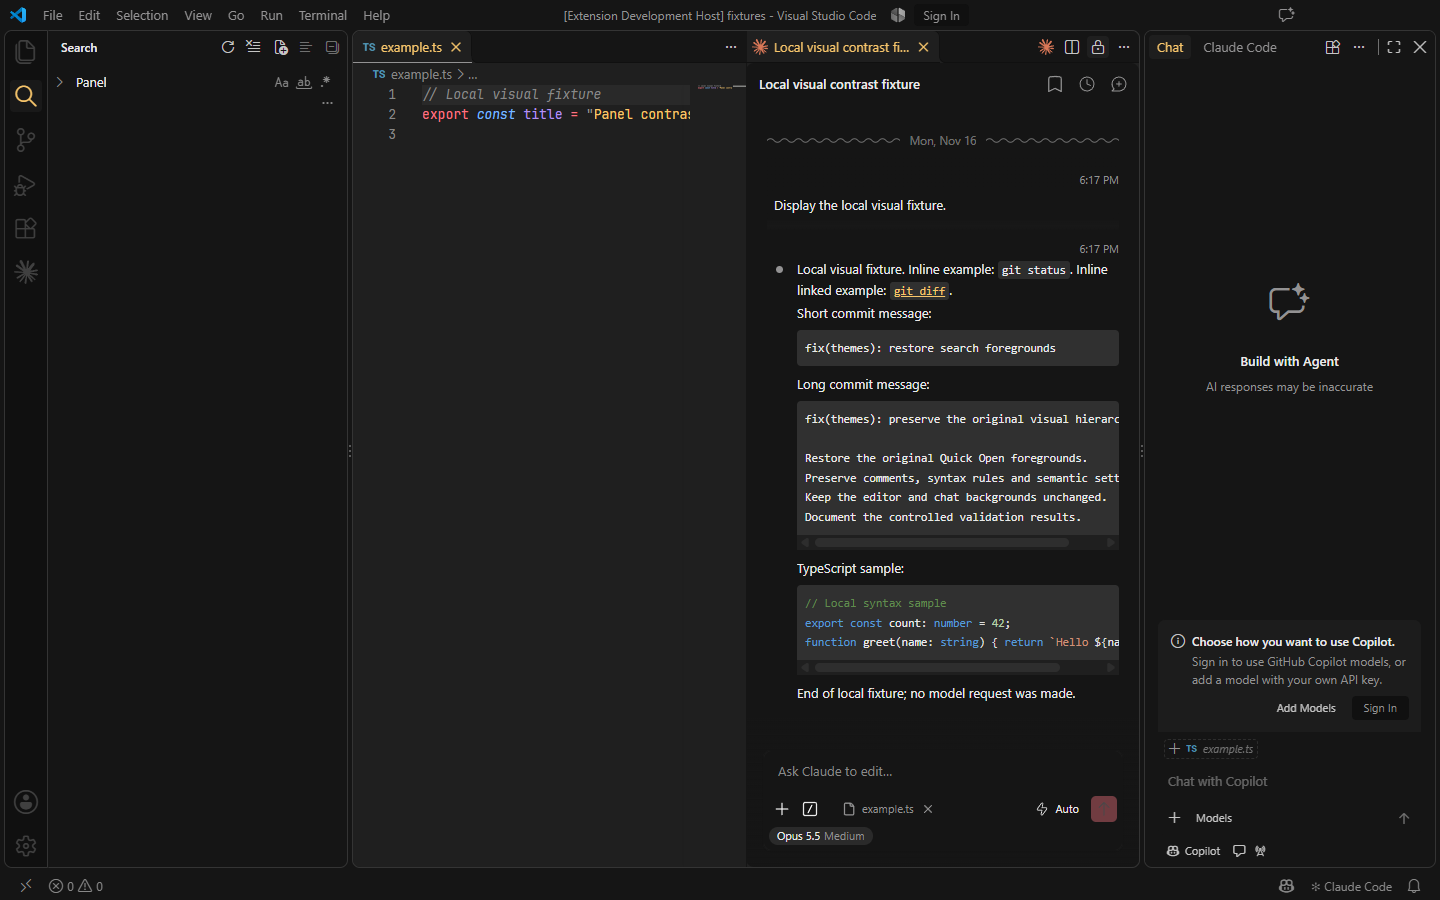 File Edit Selection View Go Run Terminal Help
[Extension Development Host] fixtures - Visual Studio Code
Sign In
Search
Panel
Aa ab .*
TS example.ts
TS example.ts > ...
1 // Local visual fixture
2 export const title = "Panel contras
3
Local visual contrast fi...
Local visual contrast fixture
Mon, Nov 16
6:17 PM
Display the local visual fixture.
6:17 PM
Local visual fixture. Inline example: git status. Inline
linked example: git diff.
Short commit message:
fix(themes): restore search foregrounds
Long commit message:
fix(themes): preserve the original visual hierarc
Restore the original Quick Open foregrounds.
Preserve comments, syntax rules and semantic sett
Keep the editor and chat backgrounds unchanged.
Document the controlled validation results.
TypeScript sample:
// Local syntax sample
export const count: number = 42;
function greet(name: string) { return `Hello ${na
End of local fixture; no model request was made.
Ask Claude to edit...
example.ts
Auto
Opus 5.5 Medium
Chat Claude Code
Build with Agent
AI responses may be inaccurate
Choose how you want to use Copilot.
Sign in to use GitHub Copilot models, or
add a model with your own API key.
Add Models Sign In
TS example.ts
Chat with Copilot
Models
Copilot
0 0
Claude Code